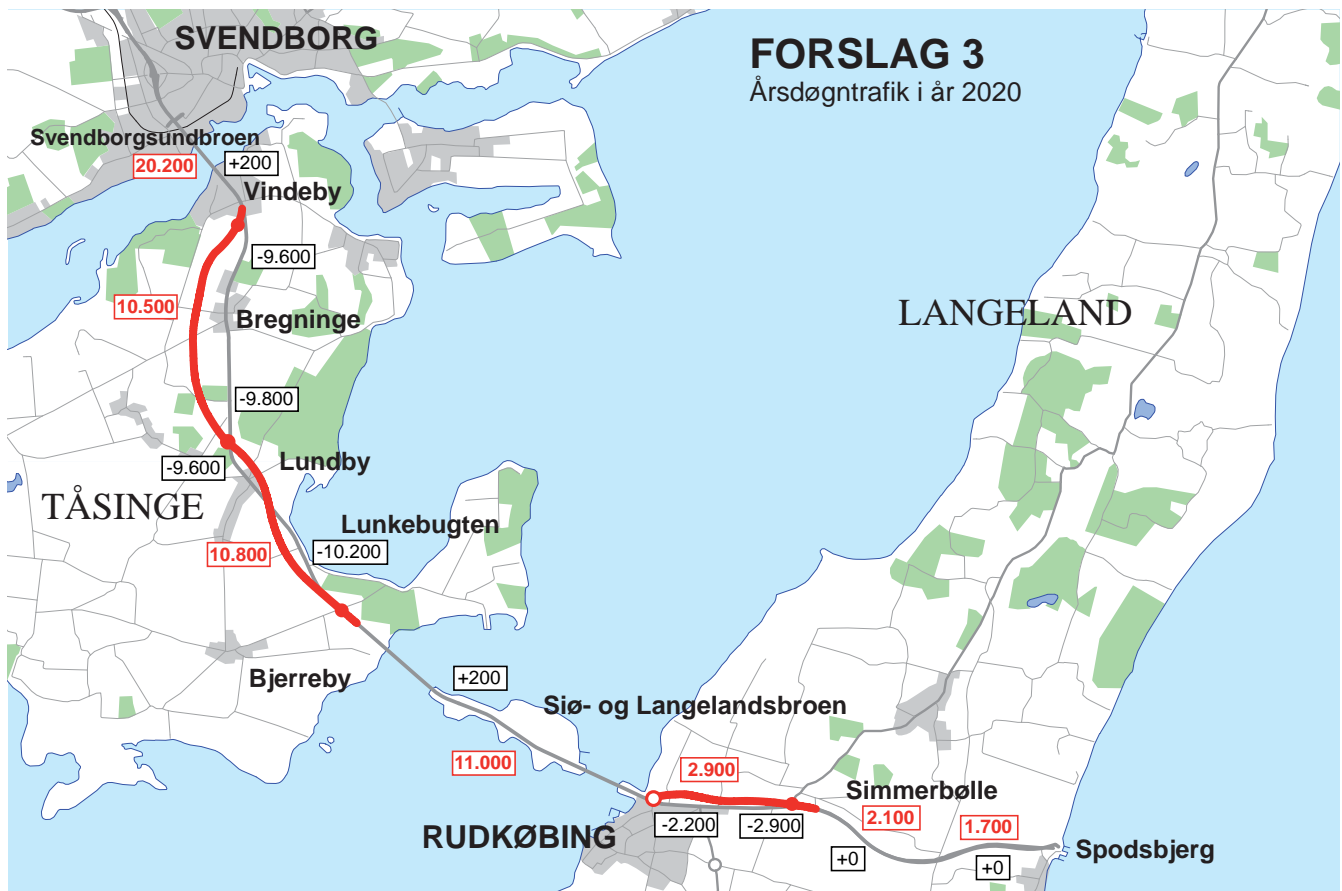 SVENDBORG
FORSLAG 3
Årsdøgntrafik i år 2020
Svendborgsundbroen
20.200
+200
Vindeby
-9.600
10.500
Bregninge
LANGELAND
-9.800
-9.600
Lundby
TÅSINGE
Lunkebugten
10.800
-10.200
Bjerreby
+200
Siø- og Langelandsbroen
11.000
2.900
Simmerbølle
2.100
1.700
RUDKØBING
-2.200
-2.900
+0
+0
Spodsbjerg